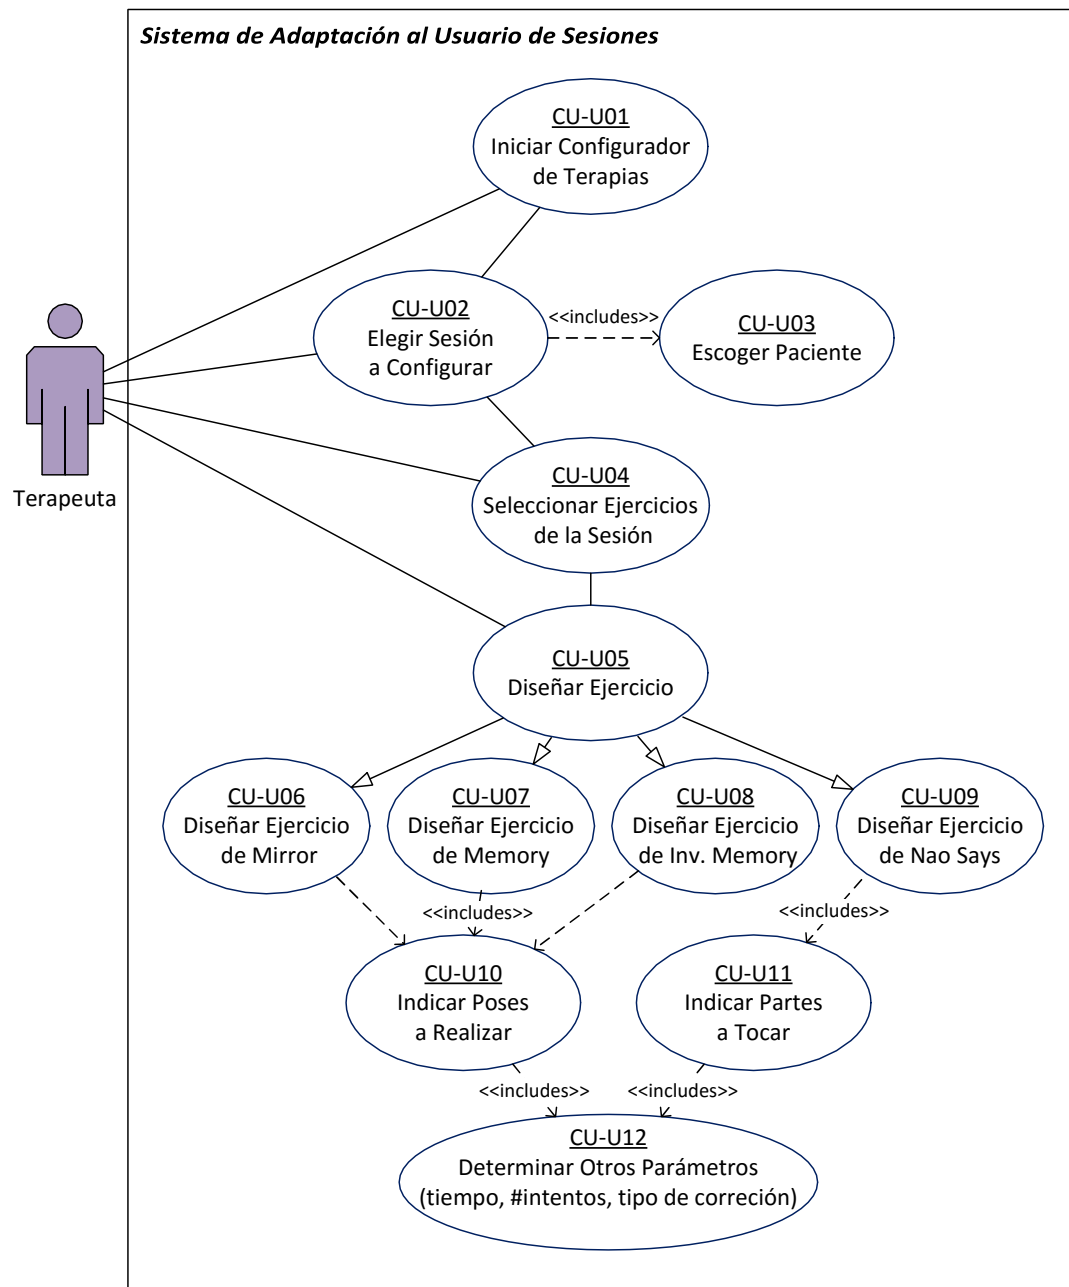 Sistema de Adaptación al Usuario de Sesiones
CU-U01
Iniciar Configurador
de Terapias
CU-U02
Elegir Sesión
a Configurar
<<includes>>
CU-U03
Escoger Paciente
Terapeuta
CU-U04
Seleccionar Ejercicios
de la Sesión
CU-U05
Diseñar Ejercicio
CU-U06
Diseñar Ejercicio
de Mirror
CU-U07
Diseñar Ejercicio
de Memory
CU-U08
Diseñar Ejercicio
de Inv. Memory
CU-U09
Diseñar Ejercicio
de Nao Says
<<includes>>
<<includes>>
CU-U10
Indicar Poses
a Realizar
CU-U11
Indicar Partes
a Tocar
<<includes>>
<<includes>>
CU-U12
Determinar Otros Parámetros
(tiempo, #intentos, tipo de correción)